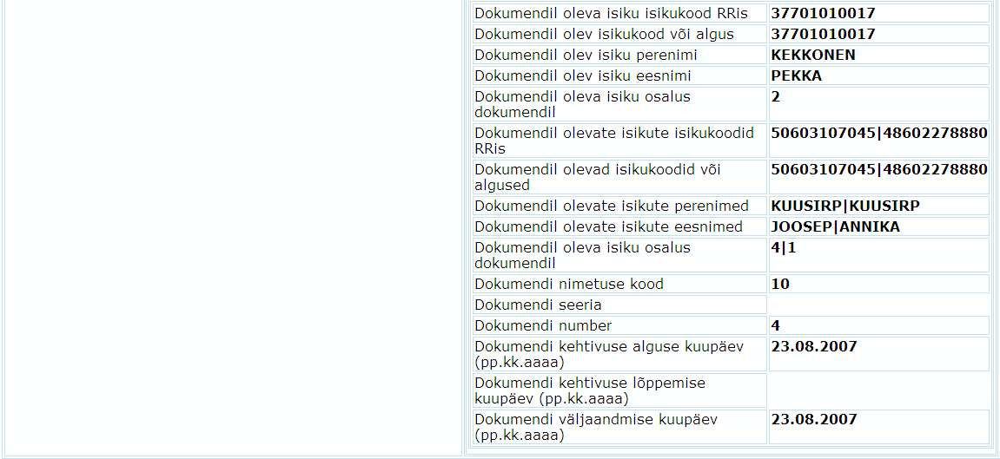 Dokumendil oleva isiku isikukood RRis 37701010017
Dokumendil olev isikukood või algus 37701010017
Dokumendil olev isiku perenimi KEKKONEN
Dokumendil olev isiku eesnimi PEKKA
Dokumendil oleva isiku osalus 2
dokumendil
Dokumendil olevate isikute isikukoodid 50603107045|48602278880
RRis
Dokumendil olevad isikukoodid või 50603107045|48602278880
algused
Dokumendil olevate isikute perenimed KUUSIRP|KUUSIRP
Dokumendil olevate isikute eesnimed JOOSEP|ANNIKA
Dokumendil oleva isiku osalus 4|1
dokumendil
Dokumendi nimetuse kood 10
Dokumendi seeria
Dokumendi number 4
Dokumendi kehtivuse alguse kuupäev 23.08.2007
(pp.kk.aaaa)
Dokumendi kehtivuse lõppemise
kuupäev (pp.kk.aaaa)
Dokumendi väljaandmise kuupäev 23.08.2007
(pp.kk.aaaa)